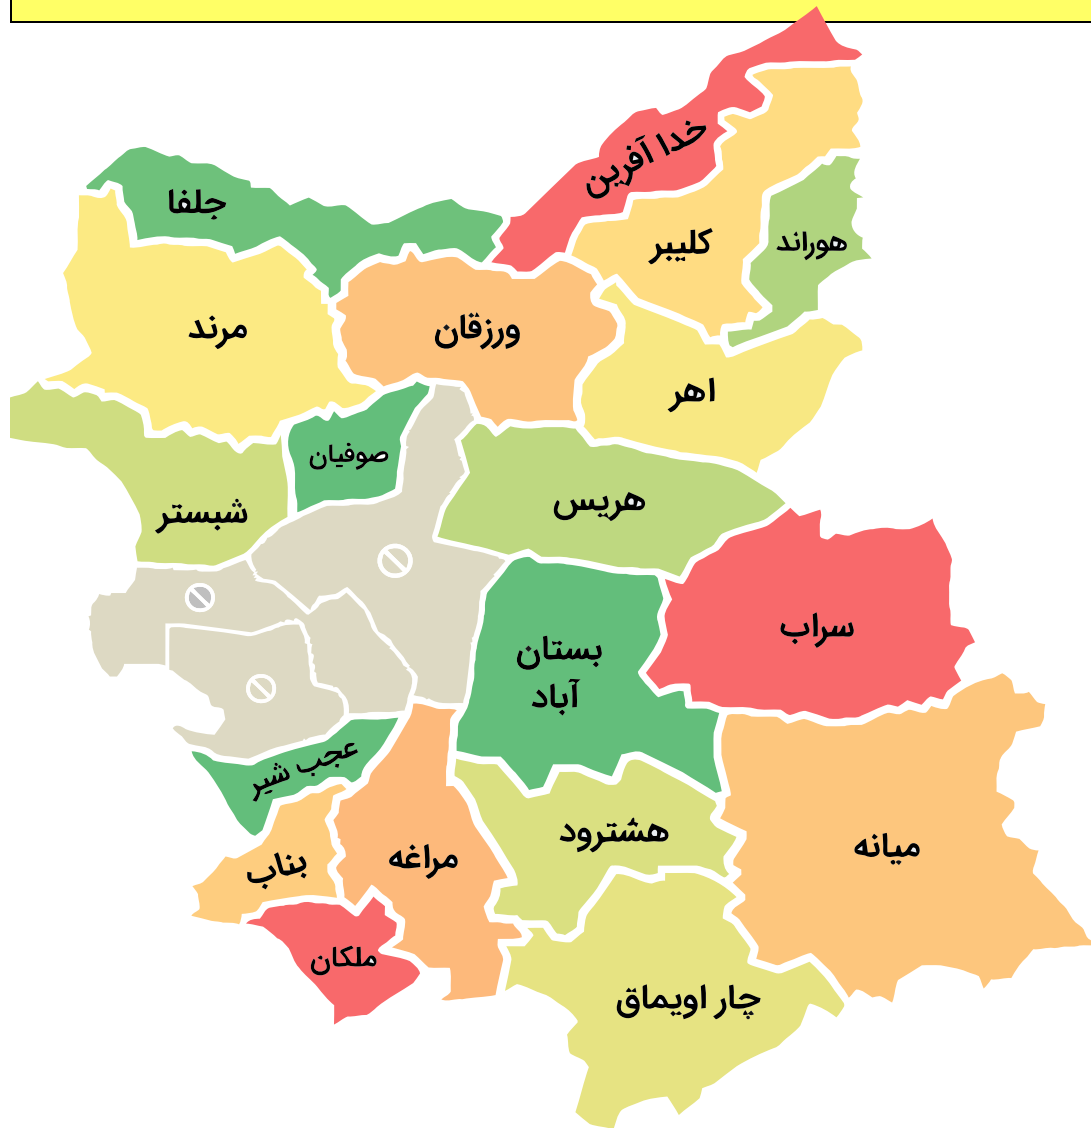 خدا آفرین
جلفا
کلیبر
هوراند
مرند
ورزقان
اهر
صوفیان
شبستر
هریس
سراب
بستان
آباد
عجب شیر
هشترود
میانه
مراغه
بناب
ملکان
چار اویماق